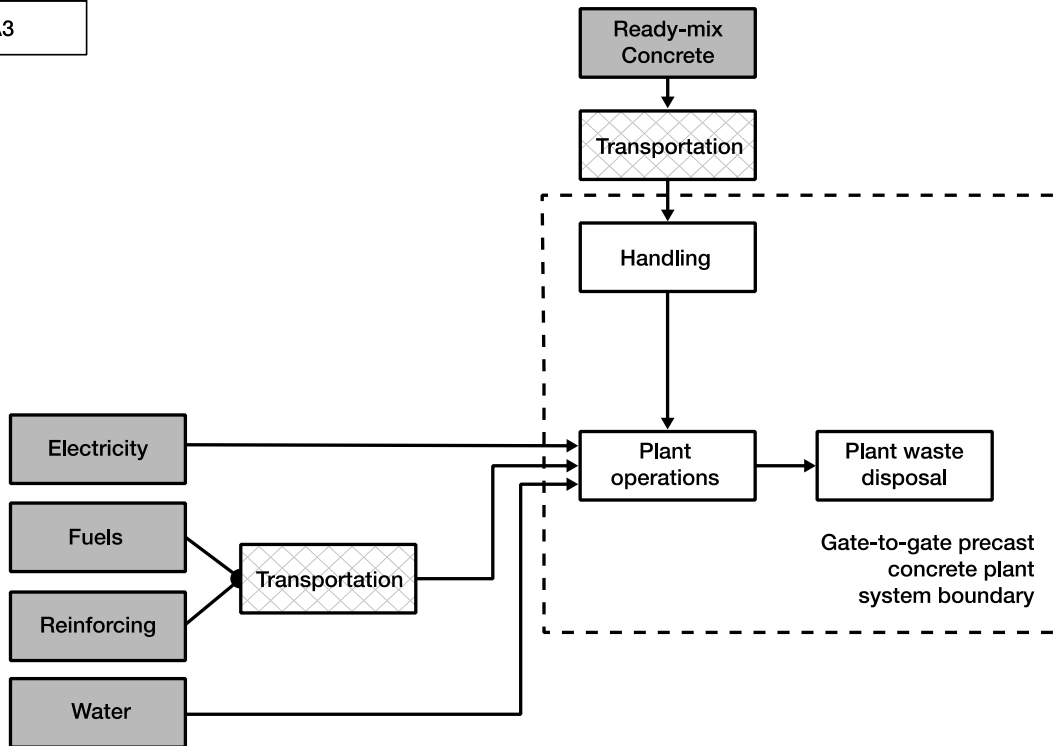 Ready-mix
Concrete
Transportation
Handling
Electricity
Plant
operations
Plant waste
disposal
Fuels
Gate-to-gate precast
concrete plant
system boundary
Transportation
Reinforcing
Water